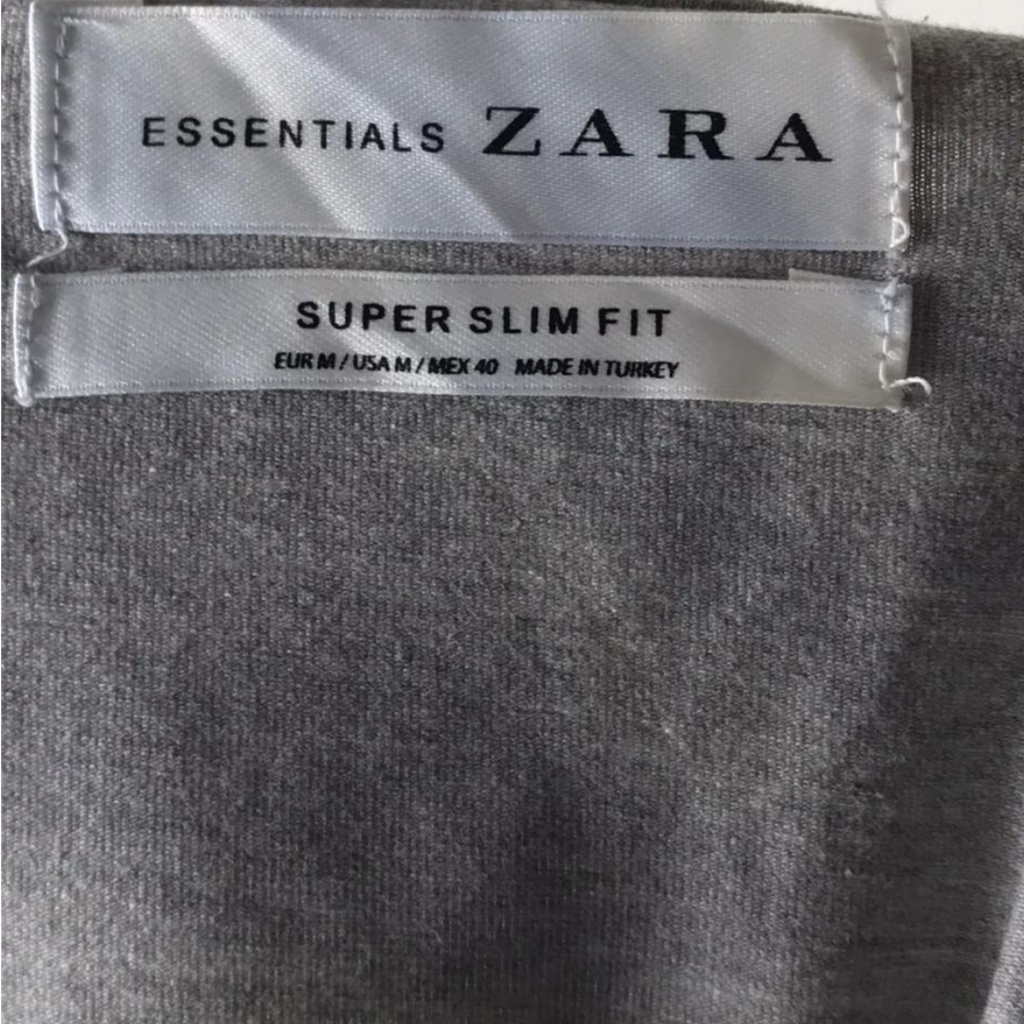 ESSENTIALS ZARA
SUPER SLIM FIT
EUR M / USA M / MEX 40 MADE IN TURKEY